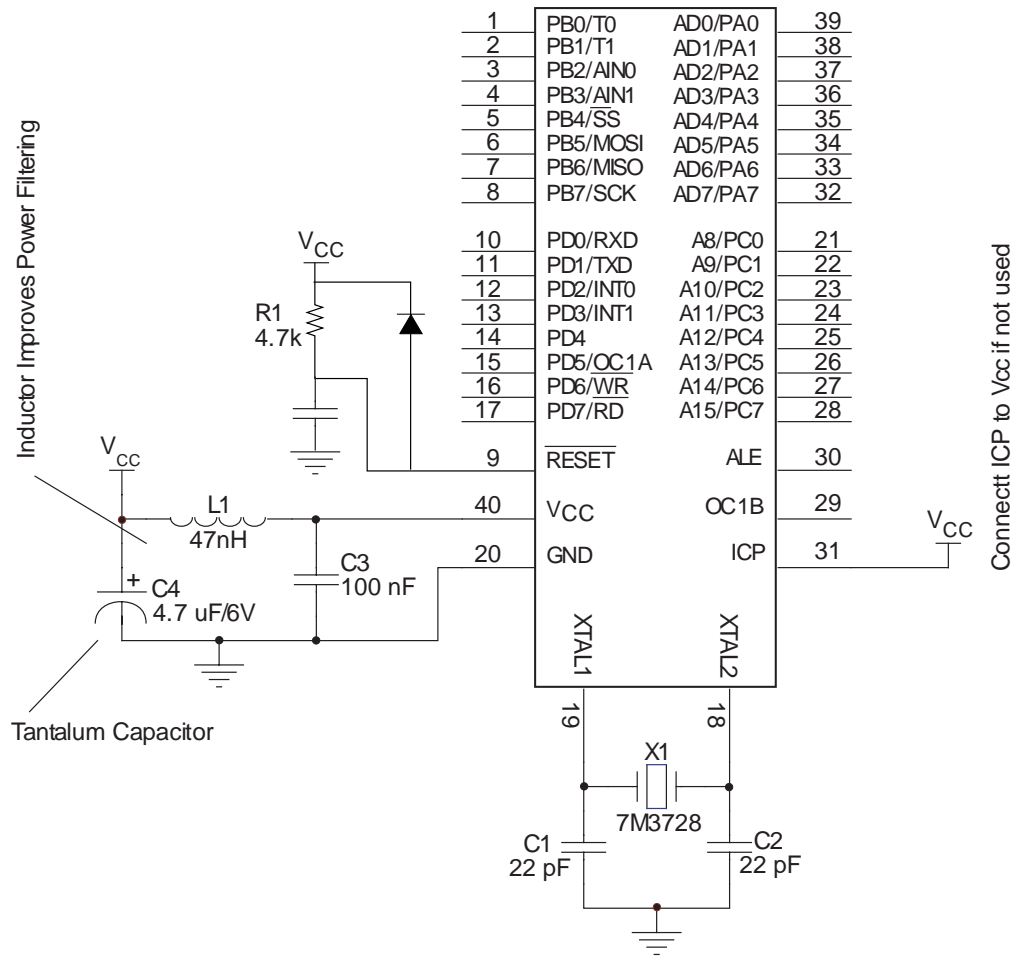 1 PB0/T0 AD0/PA0 39
2 PB1/T1 AD1/PA1 38
3 PB2/AIN0 AD2/PA2 37
4 PB3/AIN1 AD3/PA3 36
5 PB4/SS AD4/PA4 35
6 PB5/MOSI AD5/PA5 34
7 PB6/MISO AD6/PA6 33
8 PB7/SCK AD7/PA7 32
10 PD0/RXD A8/PC0 21
11 PD1/TXD A9/PC1 22
12 PD2/INT0 A10/PC2 23
13 PD3/INT1 A11/PC3 24
14 PD4 A12/PC4 25
15 PD5/OC1A A13/PC5 26
16 PD6/WR A14/PC6 27
17 PD7/RD A15/PC7 28
9 RESET ALE 30
40 VCC OC1B 29
20 GND ICP 31
XTAL1
XTAL2
19
18
Inductor Improves Power Filtering
VCC
R1
4.7k
VCC
L1
47nH
C3
100 nF
+
C4
4.7 uF/6V
Tantalum Capacitor
VCC
Connectt ICP to Vcc if not used
X1
7M3728
C1
22 pF
C2
22 pF